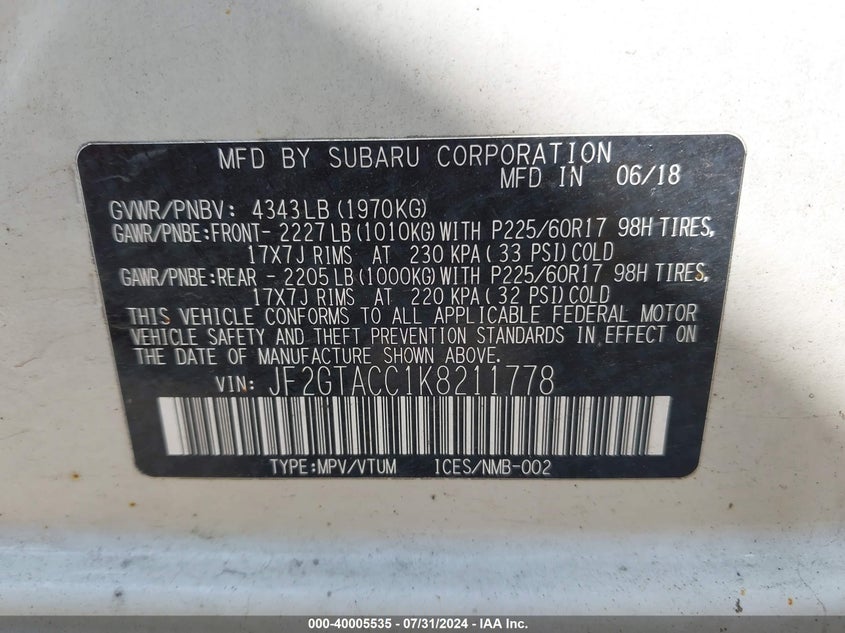 MFD BY SUBARU CORPORATION
MFD IN 06/18
GVWR/PNBV: 4343LB (1970KG)
GAWR/PNBE:FRONT- 2227LB (1010KG) WITH P225/60R17 98H TIRES,
17X7J RIMS AT 230 KPA ( 33 PSI) COLD
GAWR/PNBE:REAR - 2205LB (1000KG) WITH P225/60R17 98H TIRES,
17X7J RIMS AT 220 KPA ( 32 PSI) COLD
THIS VEHICLE CONFORMS TO ALL APPLICABLE FEDERAL MOTOR
VEHICLE SAFETY AND THEFT PREVENTION STANDARDS IN EFFECT ON
THE DATE OF MANUFACTURE SHOWN ABOVE.
VIN: JF2GTACC1K8211778
TYPE:MPV/VTUM ICES/NMB-002
000-40005535 - 07/31/2024 - IAA Inc.